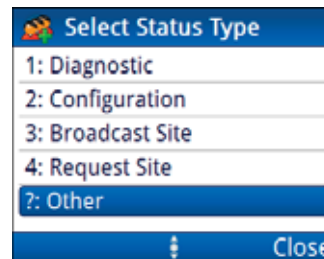 Select Status Type
1: Diagnostic
2: Configuration
3: Broadcast Site
4: Request Site
?: Other
Close